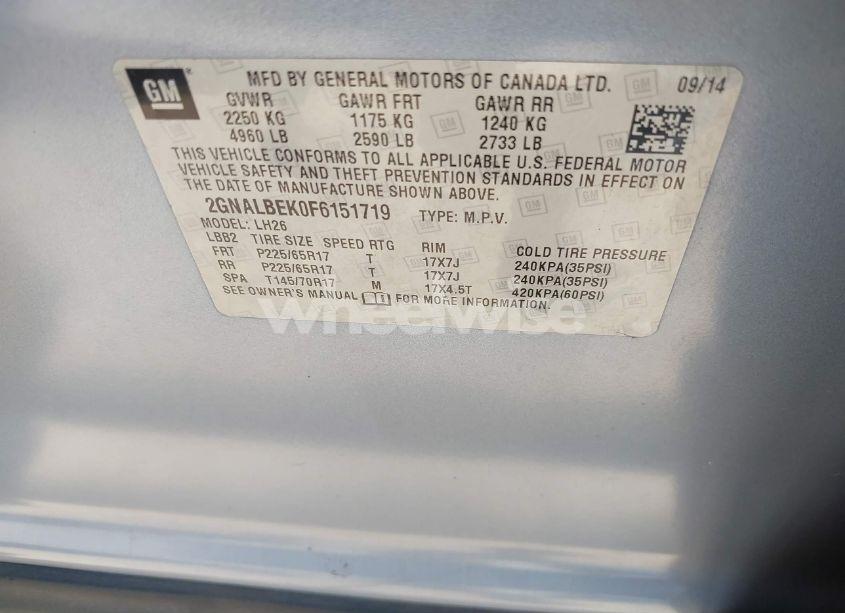 GM
MFD BY GENERAL MOTORS OF CANADA LTD. 09/14
GVWR GAWR FRT GAWR RR
2250 KG 1175 KG 1240 KG
4960 LB 2590 LB 2733 LB
THIS VEHICLE CONFORMS TO ALL APPLICABLE U.S. FEDERAL MOTOR
VEHICLE SAFETY AND THEFT PREVENTION STANDARDS IN EFFECT ON
THE DATE OF MANUFACTURE SHOWN ABOVE.
2GNALBEK0F6151719 TYPE: M.P.V.
MODEL: LH26
LBB2 TIRE SIZE SPEED RTG RIM COLD TIRE PRESSURE
FRT P225/65R17 T 17X7J 240KPA(35PSI)
RR P225/65R17 T 17X7J 240KPA(35PSI)
SPA T145/70R17 M 17X4.5T 420KPA(60PSI)
SEE OWNER'S MANUAL FOR MORE INFORMATION.
wheelwise